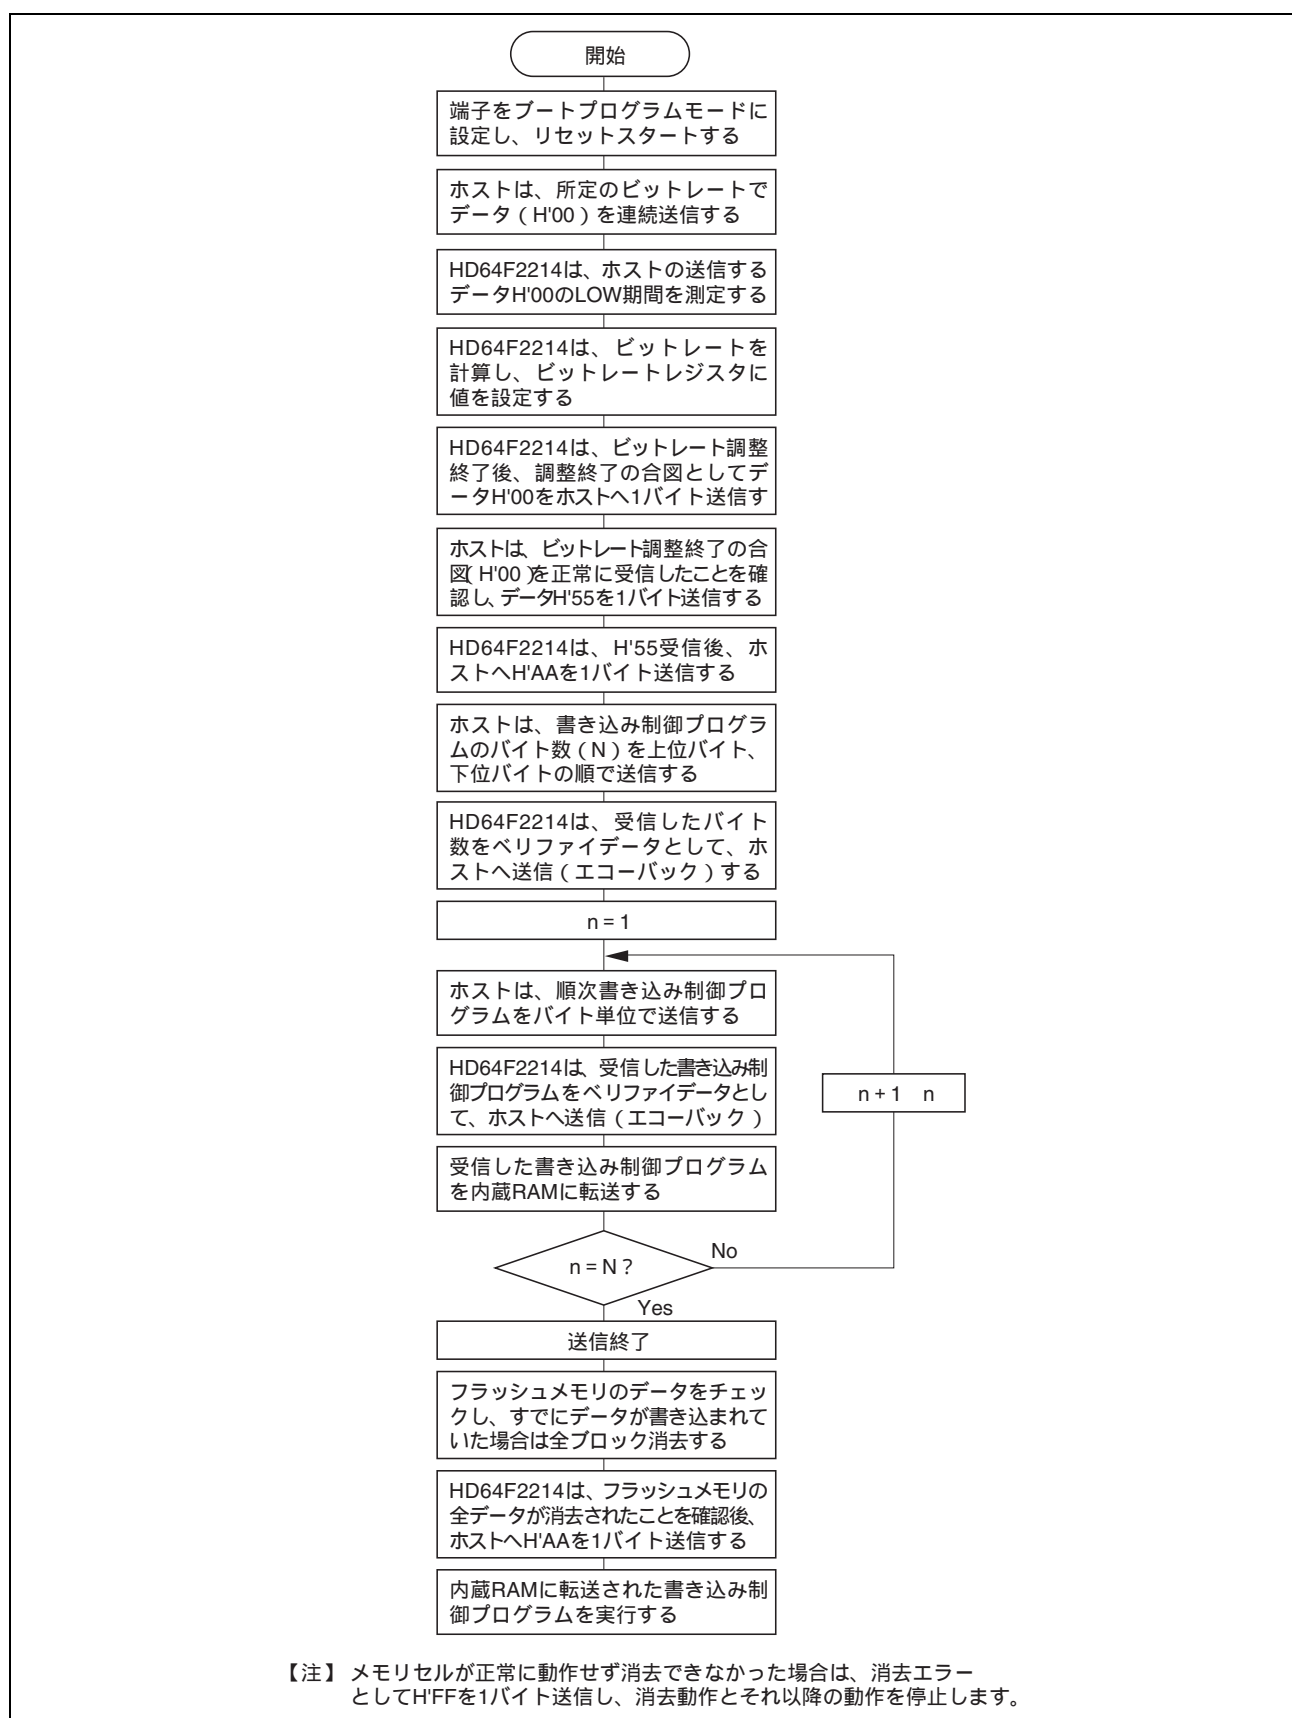 開始
端子をブートプログラムモードに
設定し、リセットスタートする
ホストは、所定のビットレートで
データ(H'00)を連続送信する
HD64F2214は、ホストの送信する
データH'00のLOW期間を測定する
HD64F2214は、ビットレートを
計算し、ビットレートレジスタに
値を設定する
HD64F2214は、ビットレート調整
終了後、調整終了の合図としてデ
ータH'00をホストへ1バイト送信す
ホストは、ビットレート調整終了の合
図(H'00)を正常に受信したことを確
認し、データH'55を1バイト送信する
HD64F2214は、H'55受信後、ホ
ストへH'AAを1バイト送信する
ホストは、書き込み制御プログラ
ムのバイト数(N)を上位バイト、
下位バイトの順で送信する
HD64F2214は、受信したバイト
数をベリファイデータとして、ホ
ストへ送信(エコーバック)する
n = 1
ホストは、順次書き込み制御プロ
グラムをバイト単位で送信する
HD64F2214は、受信した書き込み制
御プログラムをベリファイデータとし
て、ホストへ送信(エコーバック)
n + 1 n
受信した書き込み制御プログラム
を内蔵RAMに転送する
n = N ?
No
Yes
送信終了
フラッシュメモリのデータをチェッ
クし、すでにデータが書き込まれて
いた場合は全ブロック消去する
HD64F2214は、フラッシュメモリの
全データが消去されたことを確認後、
ホストへH'AAを1バイト送信する
内蔵RAMに転送された書き込み制
御プログラムを実行する
【注】メモリセルが正常に動作せず消去できなかった場合は、消去エラー
としてH'FFを1バイト送信し、消去動作とそれ以降の動作を停止します。